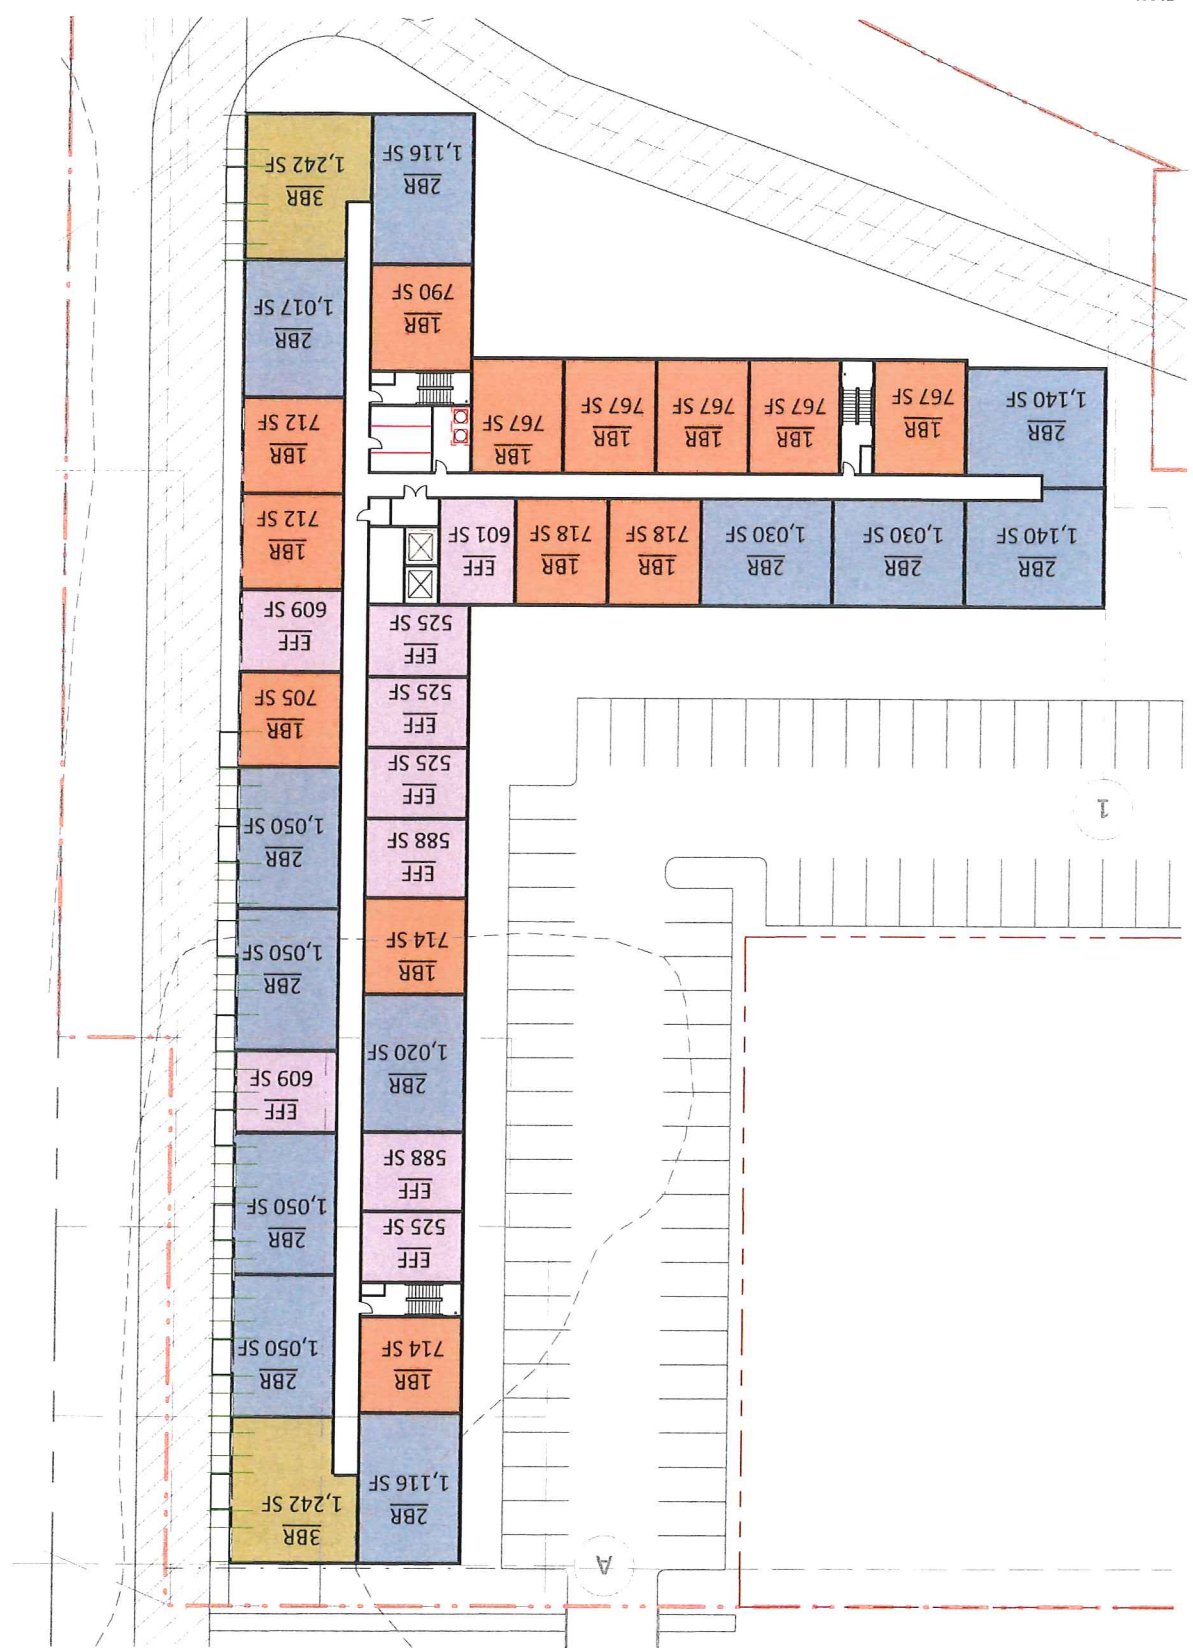 A
2BR
1,116 SF
3BR
1,242 SF
1BR
714 SF
2BR
1,050 SF
EFF
525 SF
2BR
1,050 SF
EFF
588 SF
EFF
609 SF
2BR
1,020 SF
2BR
1,050 SF
1BR
714 SF
EFF
588 SF
2BR
1,050 SF
1
EFF
525 SF
1BR
705 SF
EFF
525 SF
EFF
525 SF
EFF
609 SF
2BR
1,140 SF
2BR
1,030 SF
2BR
1,030 SF
1BR
718 SF
1BR
718 SF
EFF
601 SF
1BR
712 SF
2BR
1,140 SF
1BR
767 SF
1BR
767 SF
1BR
767 SF
1BR
767 SF
1BR
767 SF
1BR
712 SF
1BR
790 SF
2BR
1,017 SF
2BR
1,116 SF
3BR
1,242 SF